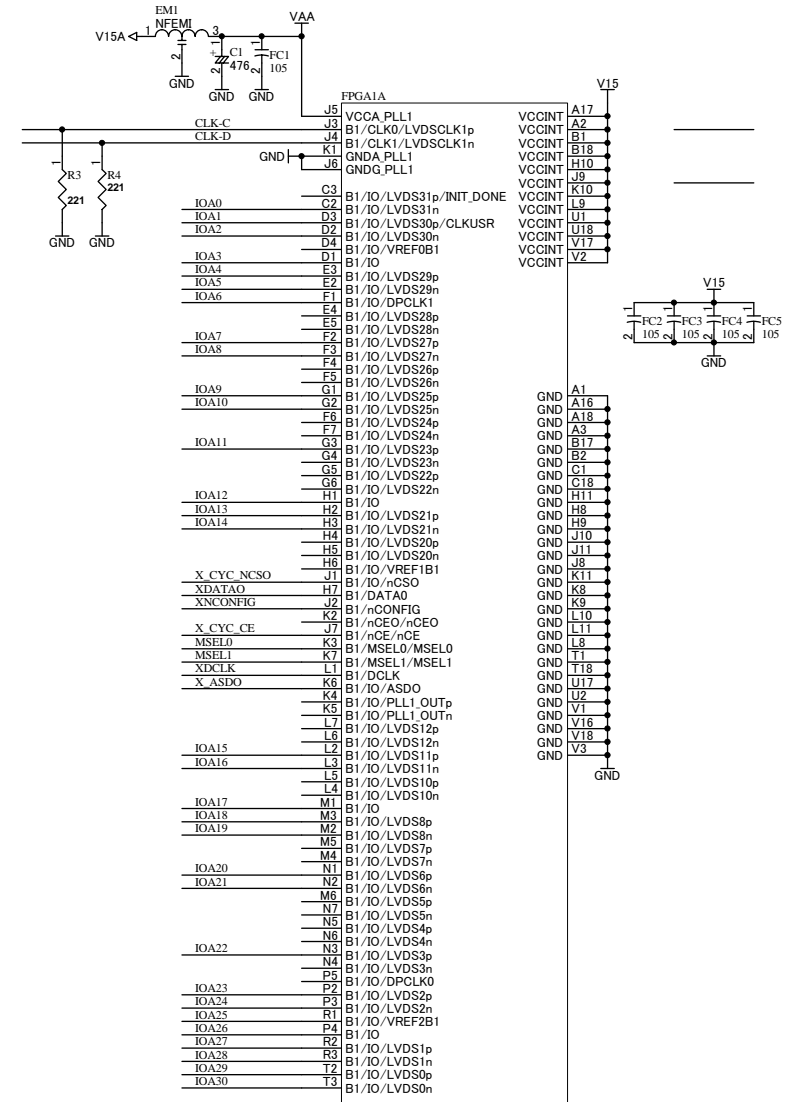 EM1
NFEMI
V15A 1 3 VAA
2
GND
+ 1 C1 476 2 GND
1 FC1 105 2 GND
FPGA1A
V15
J5 VCCA_PLL1 VCCINT A17
CLK-C J3 B1/CLK0/LVDSCLK1p VCCINT A2
CLK-D J4 B1/CLK1/LVDSCLK1n VCCINT B1
GND K1 GNDA_PLL1 VCCINT B18
J6 GNDG_PLL1 VCCINT H10
VCCINT J9
1 R3 221 GND
1 R4 221 GND
C3 B1/IO/LVDS31p/INIT_DONE VCCINT K10
IOA0 C2 B1/IO/LVDS31n VCCINT L9
IOA1 D3 B1/IO/LVDS30p/CLKUSR VCCINT U1
IOA2 D2 B1/IO/LVDS30n VCCINT U18
D4 B1/IO/VREF0B1 VCCINT V17
IOA3 D1 B1/IO VCCINT V2
IOA4 E3 B1/IO/LVDS29p
IOA5 E2 B1/IO/LVDS29n
IOA6 F1 B1/IO/DPCLK1
E4 B1/IO/LVDS28p
E5 B1/IO/LVDS28n
IOA7 F2 B1/IO/LVDS27p
IOA8 F3 B1/IO/LVDS27n
F4 B1/IO/LVDS26p
F5 B1/IO/LVDS26n
V15
1 FC2 105 2
1 FC3 105 2
1 FC4 105 2
1 FC5 105 2
GND
IOA9 G1 B1/IO/LVDS25p GND A1
IOA10 G2 B1/IO/LVDS25n GND A16
F6 B1/IO/LVDS24p GND A18
F7 B1/IO/LVDS24n GND A3
IOA11 G3 B1/IO/LVDS23p GND B17
G4 B1/IO/LVDS23n GND B2
G5 B1/IO/LVDS22p GND C1
G6 B1/IO/LVDS22n GND C18
IOA12 H1 B1/IO GND H11
IOA13 H2 B1/IO/LVDS21p GND H8
IOA14 H3 B1/IO/LVDS21n GND H9
H4 B1/IO/LVDS20p GND J10
H5 B1/IO/LVDS20n GND J11
H6 B1/IO/VREF1B1 GND J8
X_CYC_NCSO J1 B1/IO/nCSO GND K11
XDATAO H7 B1/DATA0 GND K8
XNCONFIG J2 B1/nCONFIG GND K9
K2 B1/nCEO/nCEO GND L10
X_CYC_CE J7 B1/nCE/nCE GND L11
MSEL0 K3 B1/MSEL0/MSEL0 GND L8
MSEL1 K7 B1/MSEL1/MSEL1 GND T1
XDCLK L1 B1/DCLK GND T18
X_ASDO K6 B1/IO/ASDO GND U17
K4 B1/IO/PLL1_OUTp GND U2
K5 B1/IO/PLL1_OUTn GND V1
L7 B1/IO/LVDS12p GND V16
L6 B1/IO/LVDS12n GND V18
IOA15 L2 B1/IO/LVDS11p GND V3
IOA16 L3 B1/IO/LVDS11n
GND
L5 B1/IO/LVDS10p
L4 B1/IO/LVDS10n
IOA17 M1 B1/IO
IOA18 M3 B1/IO/LVDS8p
IOA19 M2 B1/IO/LVDS8n
M5 B1/IO/LVDS7p
M4 B1/IO/LVDS7n
IOA20 N1 B1/IO/LVDS6p
IOA21 N2 B1/IO/LVDS6n
M6 B1/IO/LVDS5p
N7 B1/IO/LVDS5n
N5 B1/IO/LVDS4p
N6 B1/IO/LVDS4n
IOA22 N3 B1/IO/LVDS3p
N4 B1/IO/LVDS3n
P5 B1/IO/DPCLK0
IOA23 P2 B1/IO/LVDS2p
IOA24 P3 B1/IO/LVDS2n
IOA25 R1 B1/IO/VREF2B1
IOA26 P4 B1/IO
IOA27 R2 B1/IO/LVDS1p
IOA28 R3 B1/IO/LVDS1n
IOA29 T2 B1/IO/LVDS0p
IOA30 T3 B1/IO/LVDS0n